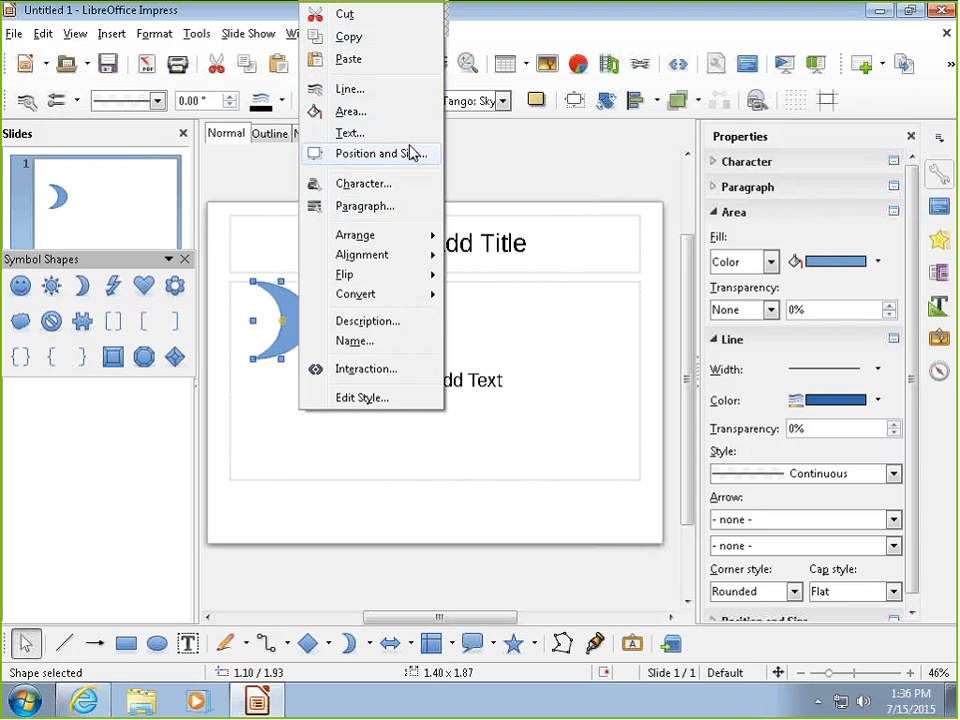 Untitled 1 - LibreOffice Impress
File Edit View Insert Format Tools Slide Show
0.00 "
Slides
1
Symbol Shapes
Normal Outline
Cut
Copy
Paste
Line...
Area...
Text...
Position and
Character...
Paragraph...
Arrange
Alignment
Flip
Convert
Description...
Name...
Interaction...
Edit Style...
dd Title
dd Text
Properties
Character
Paragraph
Area
Fill:
Color
Transparency:
None 0%
Line
Width:
Color:
Transparency: 0%
Style:
Continuous
Arrow:
- none -
- none -
Corner style: Cap style:
Rounded Flat
Shape selected 1.10 / 1.93 1.40 x 1.87 Slide 1 / 1 Default 46%
1:36 PM
7/15/2015